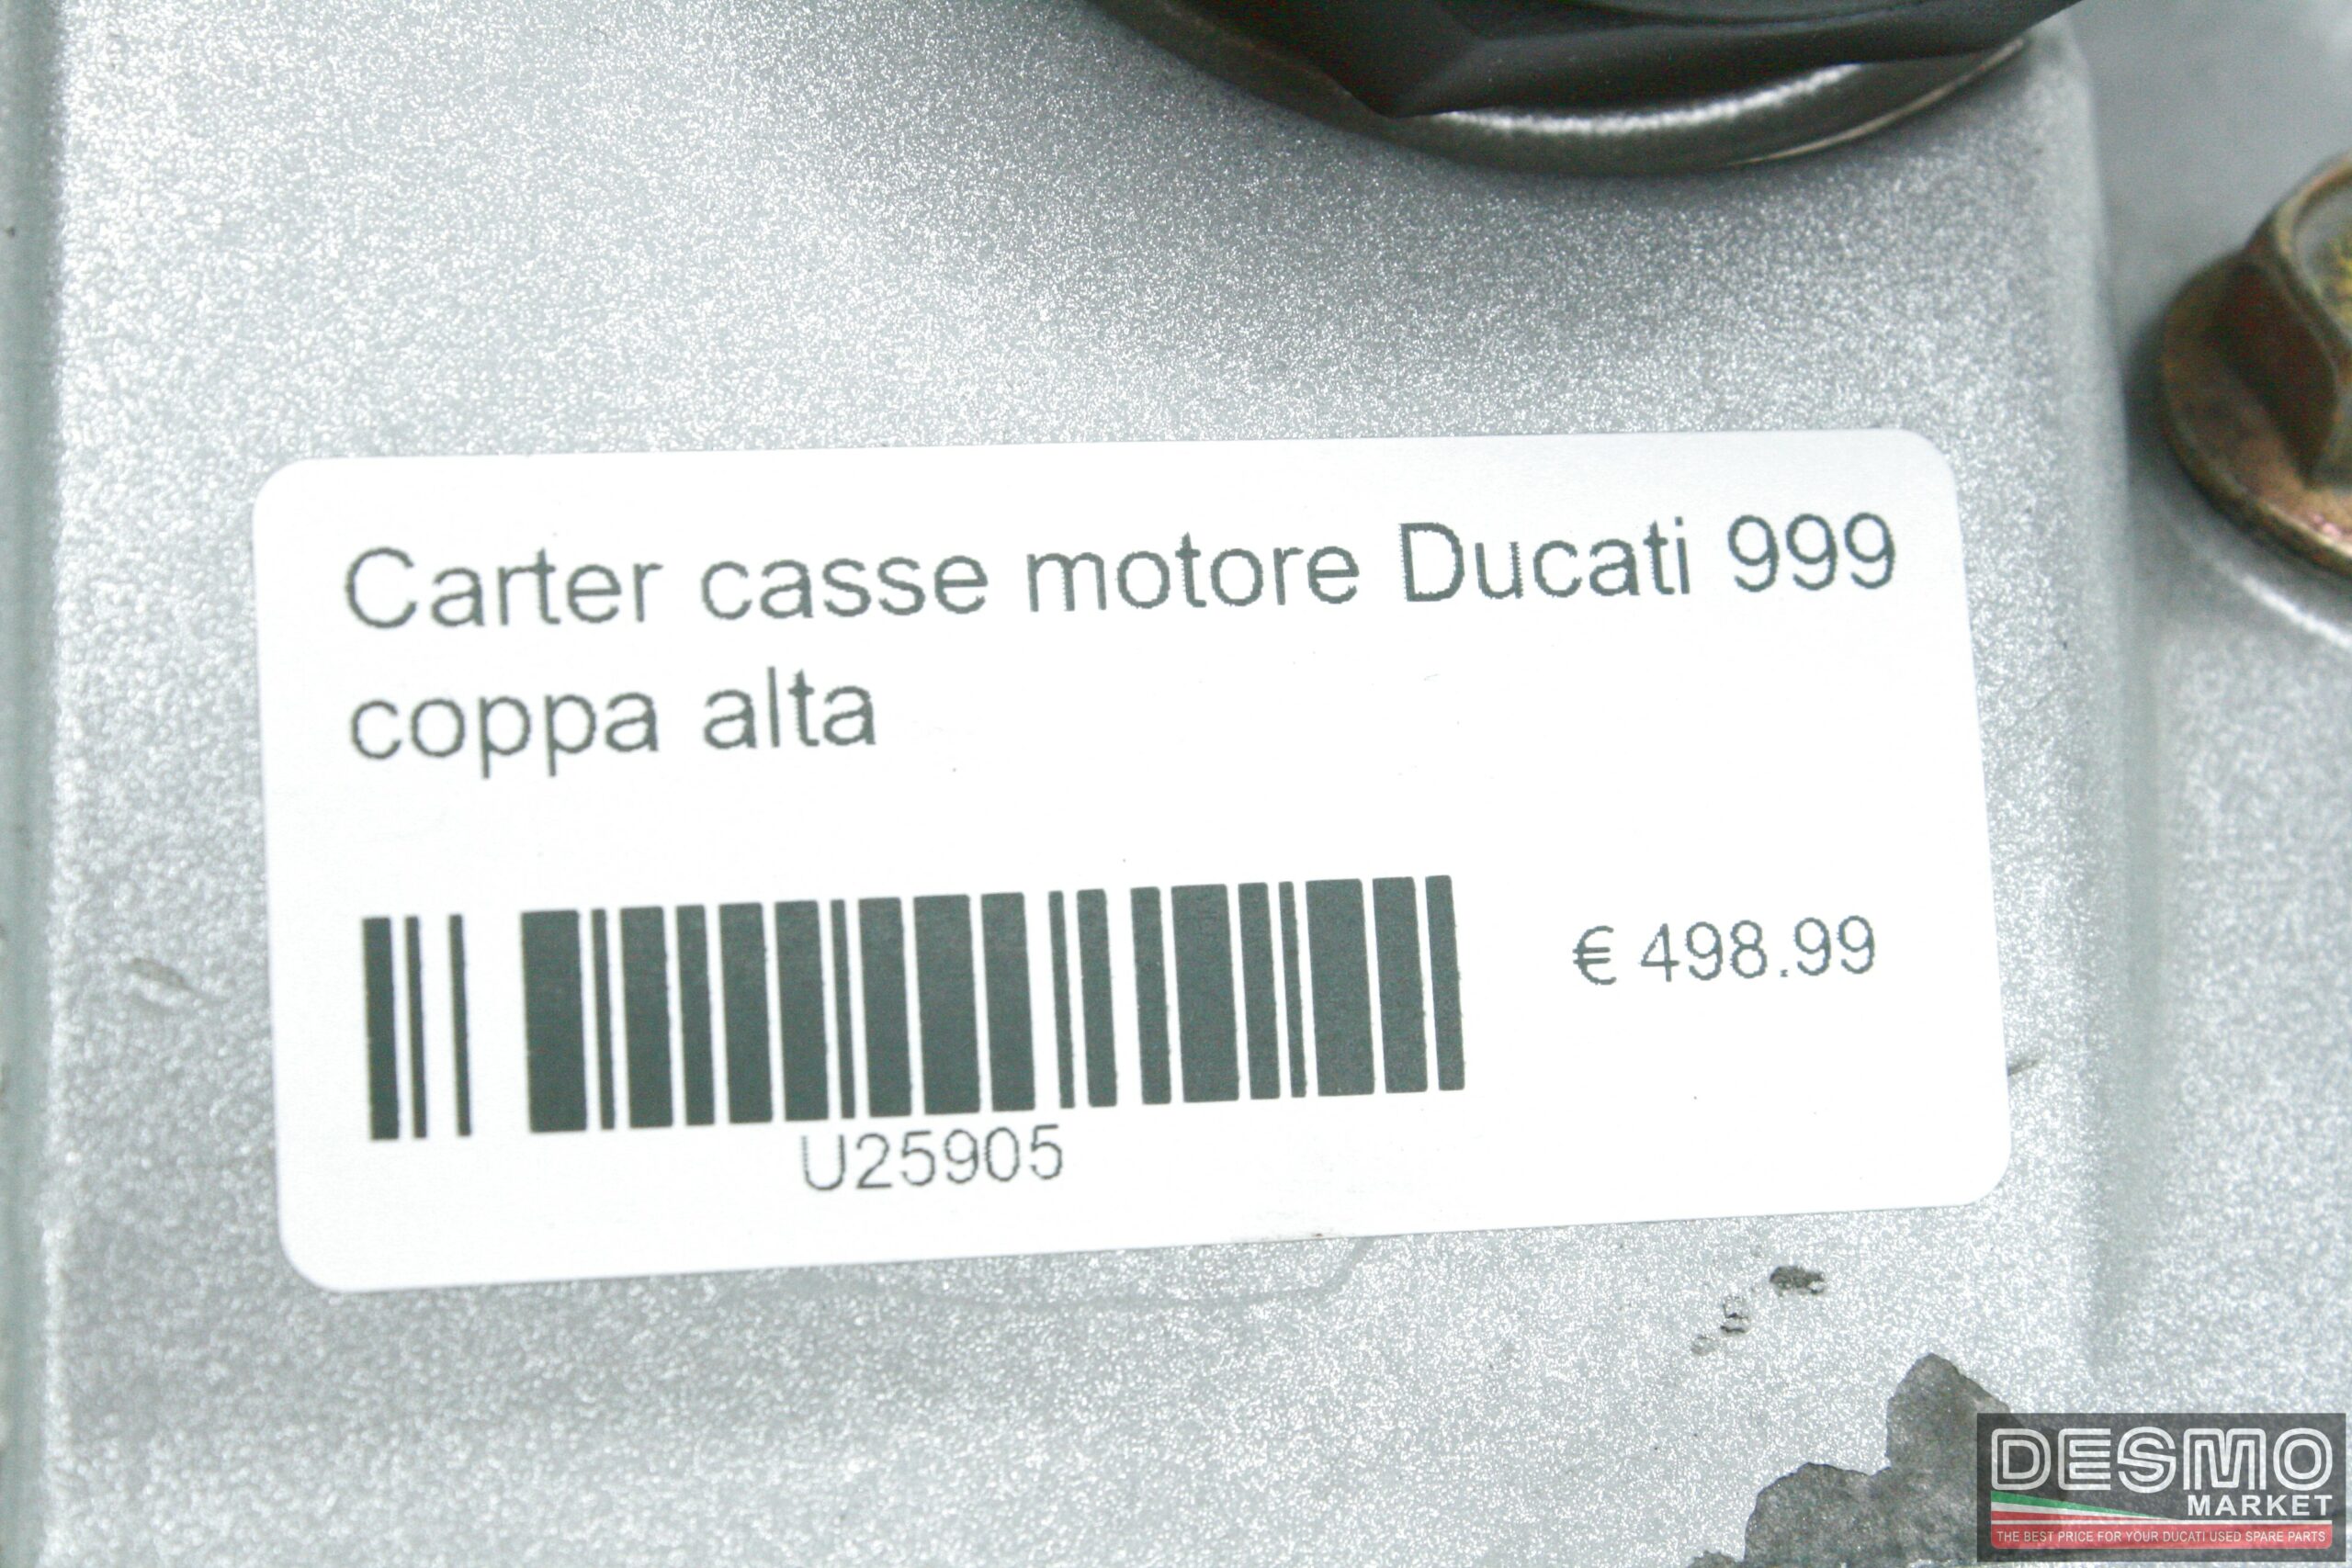 Carter casse motore Ducati 999
coppa alta
€ 498.99
U25905
DESMO
MARKET
THE BEST PRICE FOR YOUR DUCATI USED SPARE PARTS